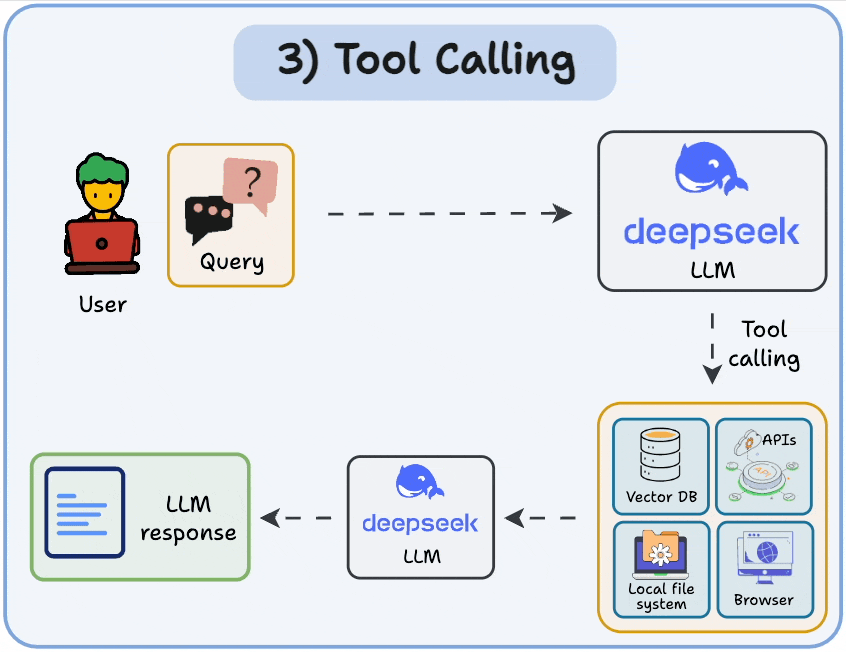 3) Tool Calling
?
Query
User
deepseek
LLM
Tool
calling
Vector DB
APIs
API
Local file
system
Browser
deepseek
LLM
LLM
response